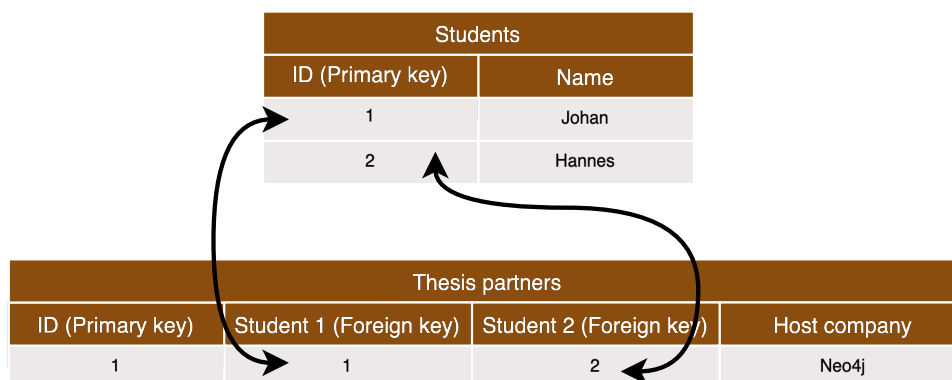 Students
ID (Primary key) Name
1 Johan
2 Hannes
Thesis partners
ID (Primary key) Student 1 (Foreign key) Student 2 (Foreign key) Host company
1 1 2 Neo4j